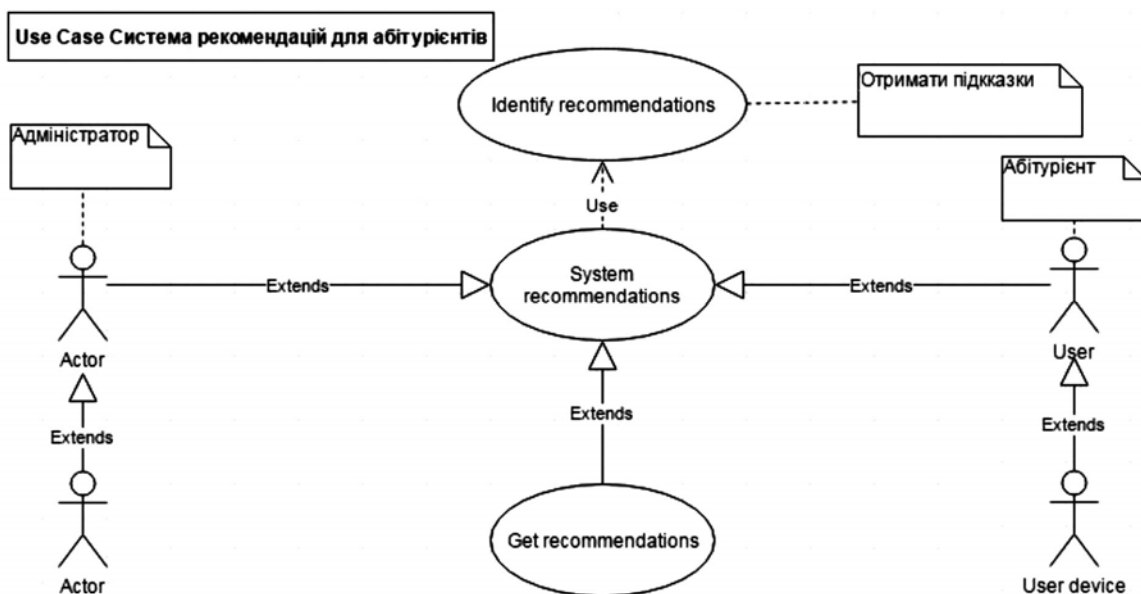 Use Case Система рекомендацій для абітурієнтів
Identify recommendations
Отримати підкказки
Адміністратор
Абітурієнт
Use
System
recommendations
Extends
Extends
Actor
User
Extends
Extends
Extends
Get recommendations
Actor
User device